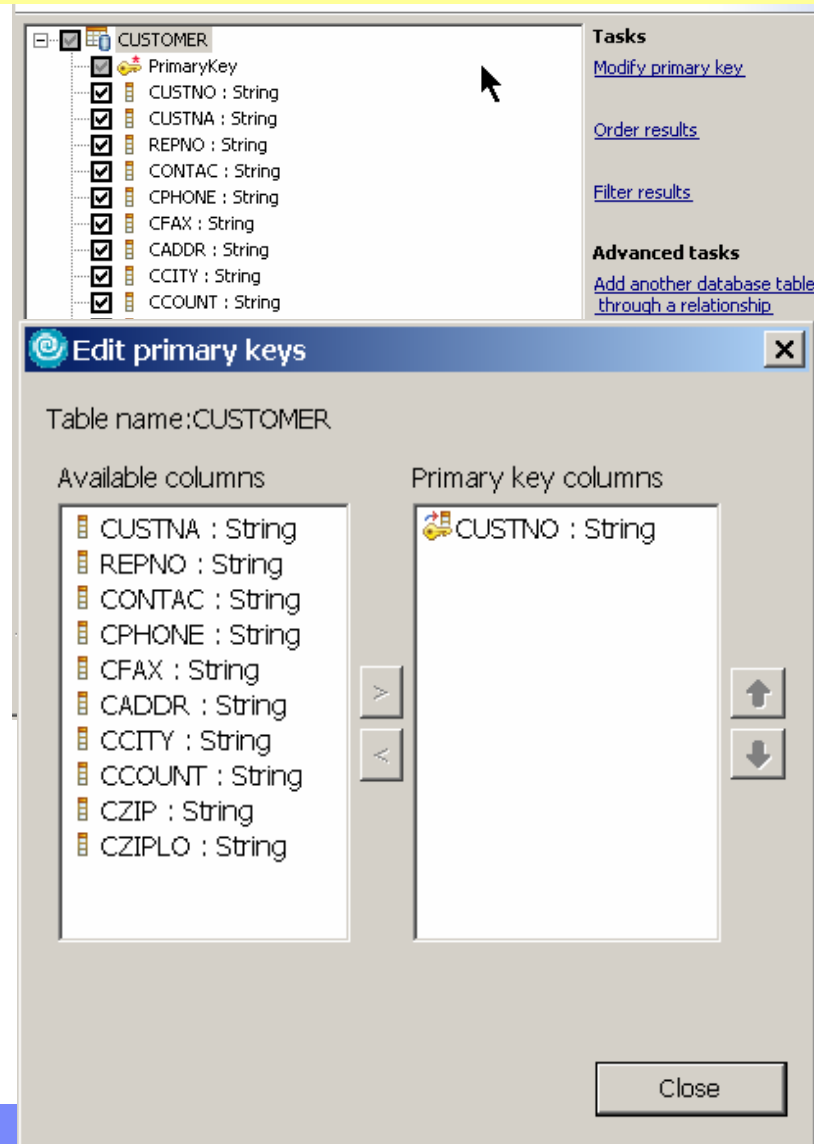 CUSTOMER
PrimaryKey
CUSTNO : String
CUSTNA : String
REPNO : String
CONTAC : String
CPHONE : String
CFAX : String
CADDR : String
CCITY : String
CCOUNT : String
Tasks
Modify primary key
Order results
Filter results
Advanced tasks
Add another database table
through a relationship
Edit primary keys
Table name:CUSTOMER
Available columns
CUSTNA : String
REPNO : String
CONTAC : String
CPHONE : String
CFAX : String
CADDR : String
CCITY : String
CCOUNT : String
CZIP : String
CZIPLO : String
>
<
Primary key columns
CUSTNO : String
Close